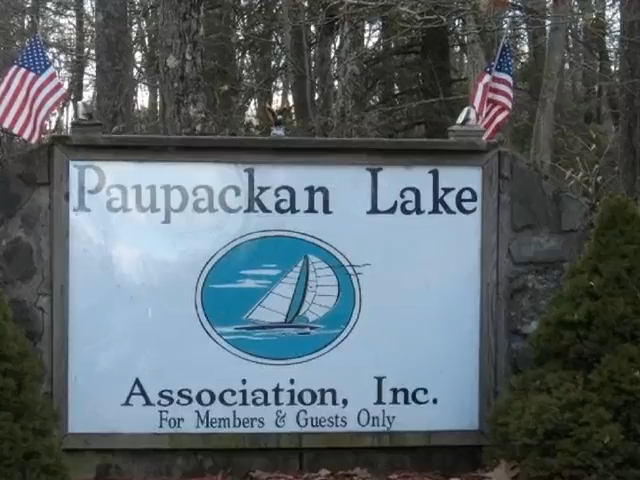 Paupackan Lake
Association, Inc.
For Members & Guests Only